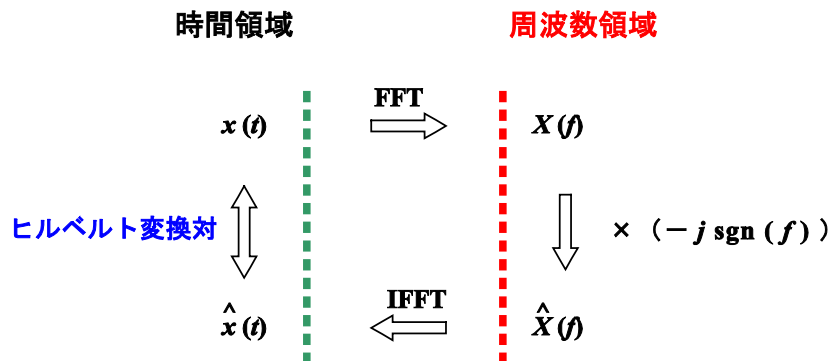 時間領域 周波数領域
FFT
x (t) X (f)
ヒルベルト変換対 × (－j sgn ( f ) )
IFFT
x̂ (t) X̂ (f)